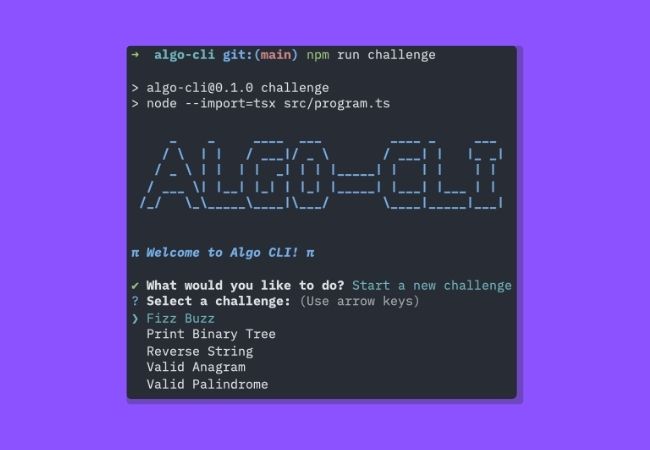 ➜ algo-cli git:(main) npm run challenge
> algo-cli@0.1.0 challenge
> node --import=tsx src/program.ts
ALGO-CLI
π Welcome to Algo CLI! π
✔ What would you like to do? Start a new challenge
? Select a challenge: (Use arrow keys)
❯ Fizz Buzz
Print Binary Tree
Reverse String
Valid Anagram
Valid Palindrome